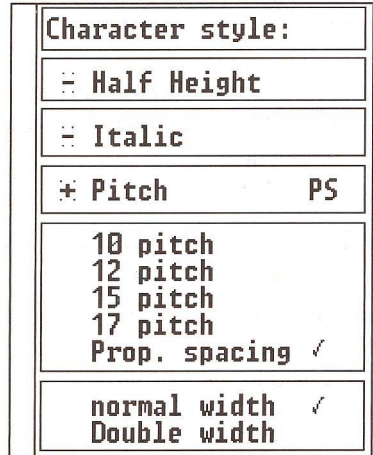 Character style:
- Half Height
- Italic
+ Pitch PS
10 pitch
12 pitch
15 pitch
17 pitch
Prop. spacing ✓
normal width ✓
Double width